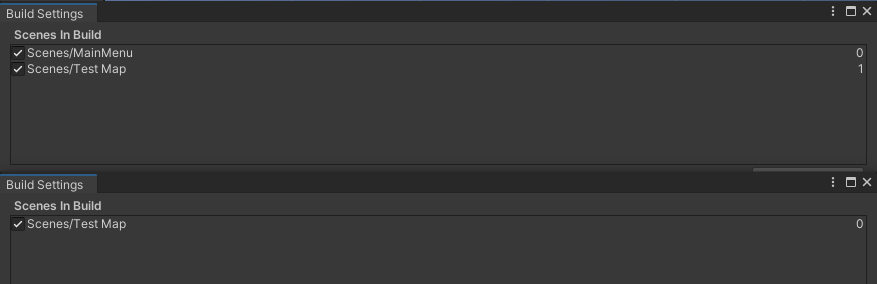 Build Settings
Scenes In Build
Scenes/MainMenu 0
Scenes/Test Map 1
Build Settings
Scenes In Build
Scenes/Test Map 0